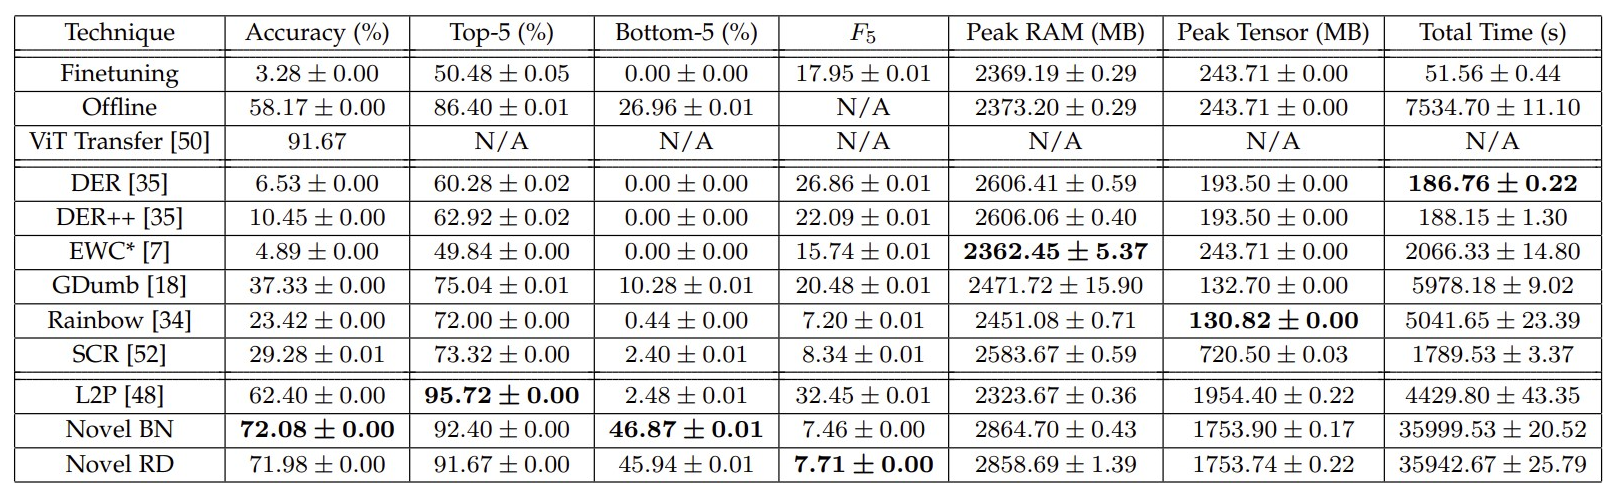 Technique Accuracy (%) Top-5 (%) Bottom-5 (%) F5 Peak RAM (MB) Peak Tensor (MB) Total Time (s)
Finetuning 3.28 ± 0.00 50.48 ± 0.05 0.00 ± 0.00 17.95 ± 0.01 2369.19 ± 0.29 243.71 ± 0.00 51.56 ± 0.44
Offline 58.17 ± 0.00 86.40 ± 0.01 26.96 ± 0.01 N/A 2373.20 ± 0.29 243.71 ± 0.00 7534.70 ± 11.10
ViT Transfer [50] 91.67 N/A N/A N/A N/A N/A N/A
DER [35] 6.53 ± 0.00 60.28 ± 0.02 0.00 ± 0.00 26.86 ± 0.01 2606.41 ± 0.59 193.50 ± 0.00 186.76 ± 0.22
DER++ [35] 10.45 ± 0.00 62.92 ± 0.02 0.00 ± 0.00 22.09 ± 0.01 2606.06 ± 0.40 193.50 ± 0.00 188.15 ± 1.30
EWC* [7] 4.89 ± 0.00 49.84 ± 0.00 0.00 ± 0.00 15.74 ± 0.01 2362.45 ± 5.37 243.71 ± 0.00 2066.33 ± 14.80
GDumb [18] 37.33 ± 0.00 75.04 ± 0.01 10.28 ± 0.01 20.48 ± 0.01 2471.72 ± 15.90 132.70 ± 0.00 5978.18 ± 9.02
Rainbow [34] 23.42 ± 0.00 72.00 ± 0.00 0.44 ± 0.00 7.20 ± 0.01 2451.08 ± 0.71 130.82 ± 0.00 5041.65 ± 23.39
SCR [52] 29.28 ± 0.01 73.32 ± 0.00 2.40 ± 0.01 8.34 ± 0.01 2583.67 ± 0.59 720.50 ± 0.03 1789.53 ± 3.37
L2P [48] 62.40 ± 0.00 95.72 ± 0.00 2.48 ± 0.01 32.45 ± 0.01 2323.67 ± 0.36 1954.40 ± 0.22 4429.80 ± 43.35
Novel BN 72.08 ± 0.00 92.40 ± 0.00 46.87 ± 0.01 7.46 ± 0.00 2864.70 ± 0.43 1753.90 ± 0.17 35999.53 ± 20.52
Novel RD 71.98 ± 0.00 91.67 ± 0.00 45.94 ± 0.01 7.71 ± 0.00 2858.69 ± 1.39 1753.74 ± 0.22 35942.67 ± 25.79